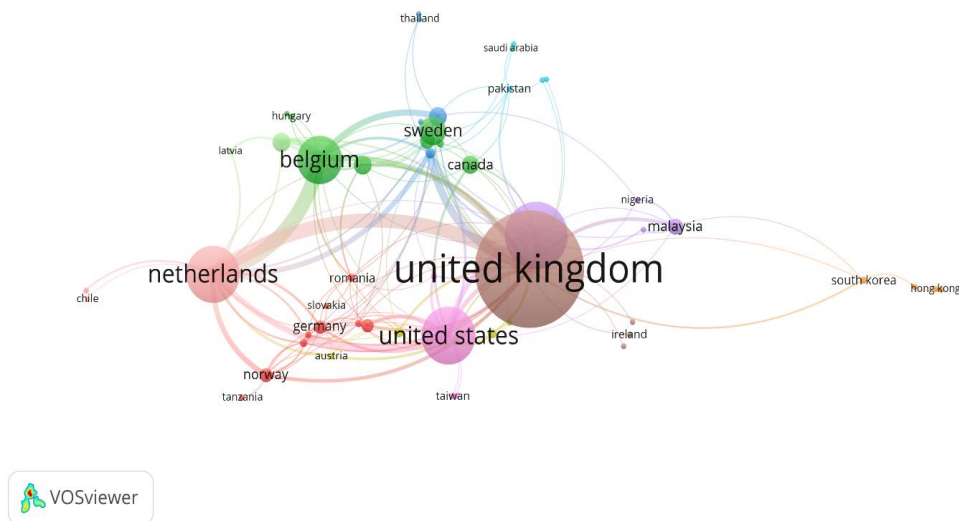 thailand
saudi arabia
pakistan
hungary
sweden
latvia
belgium
canada
nigeria
malaysia
netherlands
united kingdom
romania
south korea
hong kong
chile
slovakia
germany
united states
ireland
austria
norway
tanzania
taiwan
VOSviewer